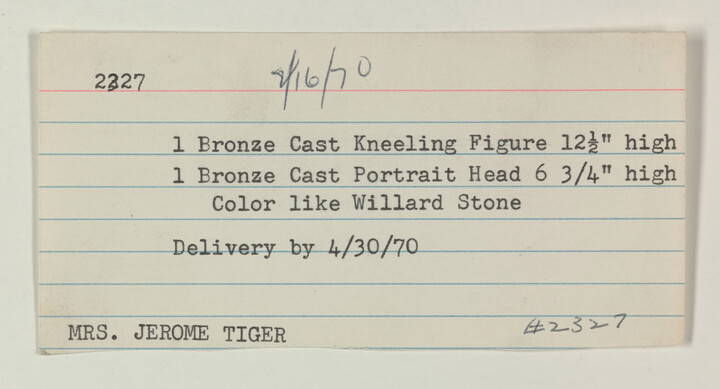 2327
2/16/70
1 Bronze Cast Kneeling Figure 12½" high
1 Bronze Cast Portrait Head 6 3/4" high
Color like Willard Stone
Delivery by 4/30/70
MRS. JEROME TIGER
#2327